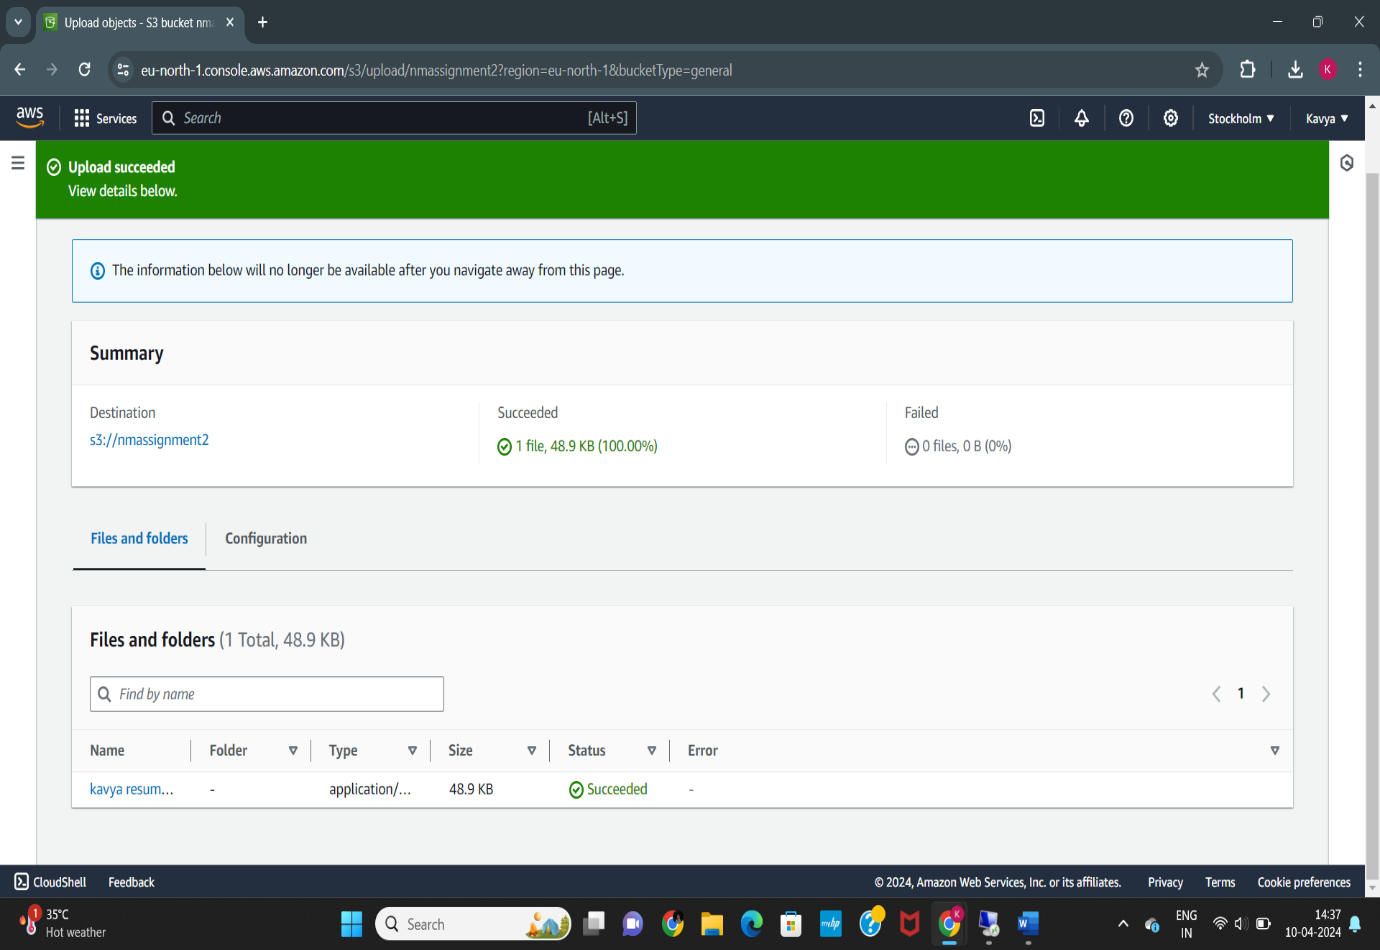 Upload objects - S3 bucket nma
eu-north-1.console.aws.amazon.com/s3/upload/nmassignment2?region=eu-north-1&bucketType=general
K
aws
Services
Search
[Alt+S]
Stockholm
Kavya
Upload succeeded
View details below.
The information below will no longer be available after you navigate away from this page.
Summary
Destination
Succeeded
Failed
s3://nmassignment2
1 file, 48.9 KB (100.00%)
0 files, 0 B (0%)
Files and folders
Configuration
Files and folders (1 Total, 48.9 KB)
Find by name
1
Name
Folder
Type
Size
Status
Error
kavya resum...
-
application/...
48.9 KB
Succeeded
-
CloudShell
Feedback
© 2024, Amazon Web Services, Inc. or its affiliates.
Privacy
Terms
Cookie preferences
1
35°C
Hot weather
Search
myhp
K
W
ENG
IN
14:37
10-04-2024